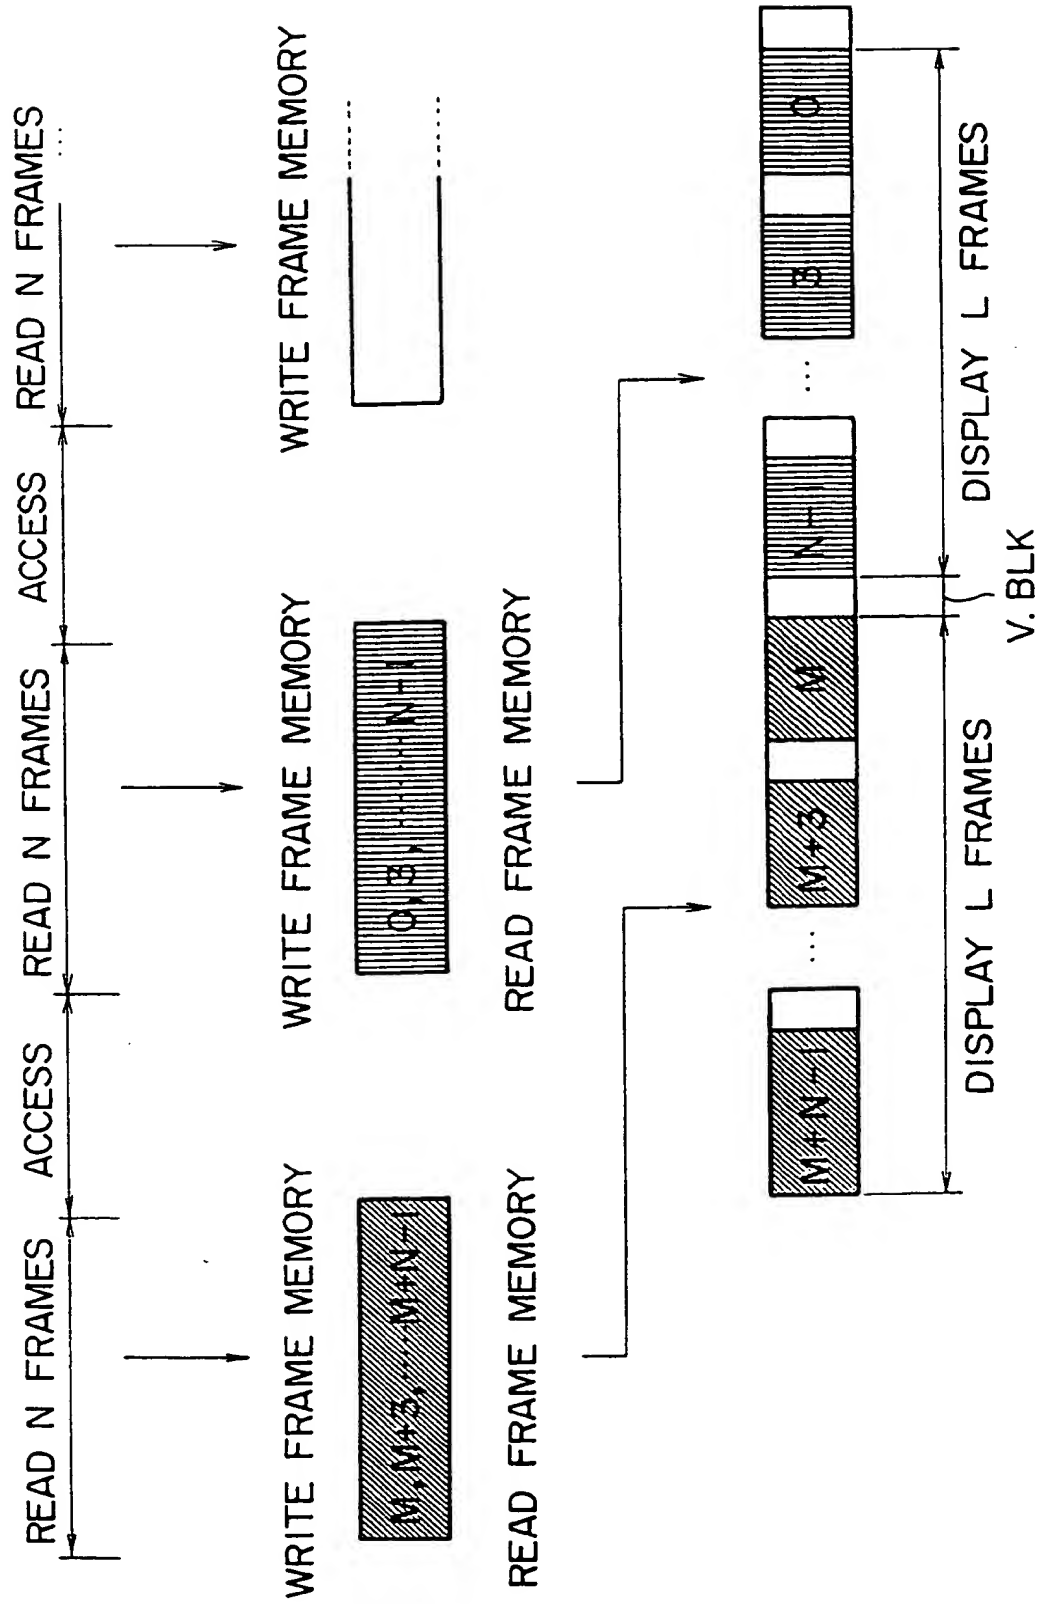 READ N FRAMES ACCESS READ N FRAMES ACCESS READ N FRAMES ....
WRITE FRAME MEMORY WRITE FRAME MEMORY WRITE FRAME MEMORY
M,M+3,.....M+N-1 0,3,.......N-1
READ FRAME MEMORY READ FRAME MEMORY
M+N-1 .... M+3 M N-1 .... 3 0
DISPLAY L FRAMES DISPLAY L FRAMES
V. BLK